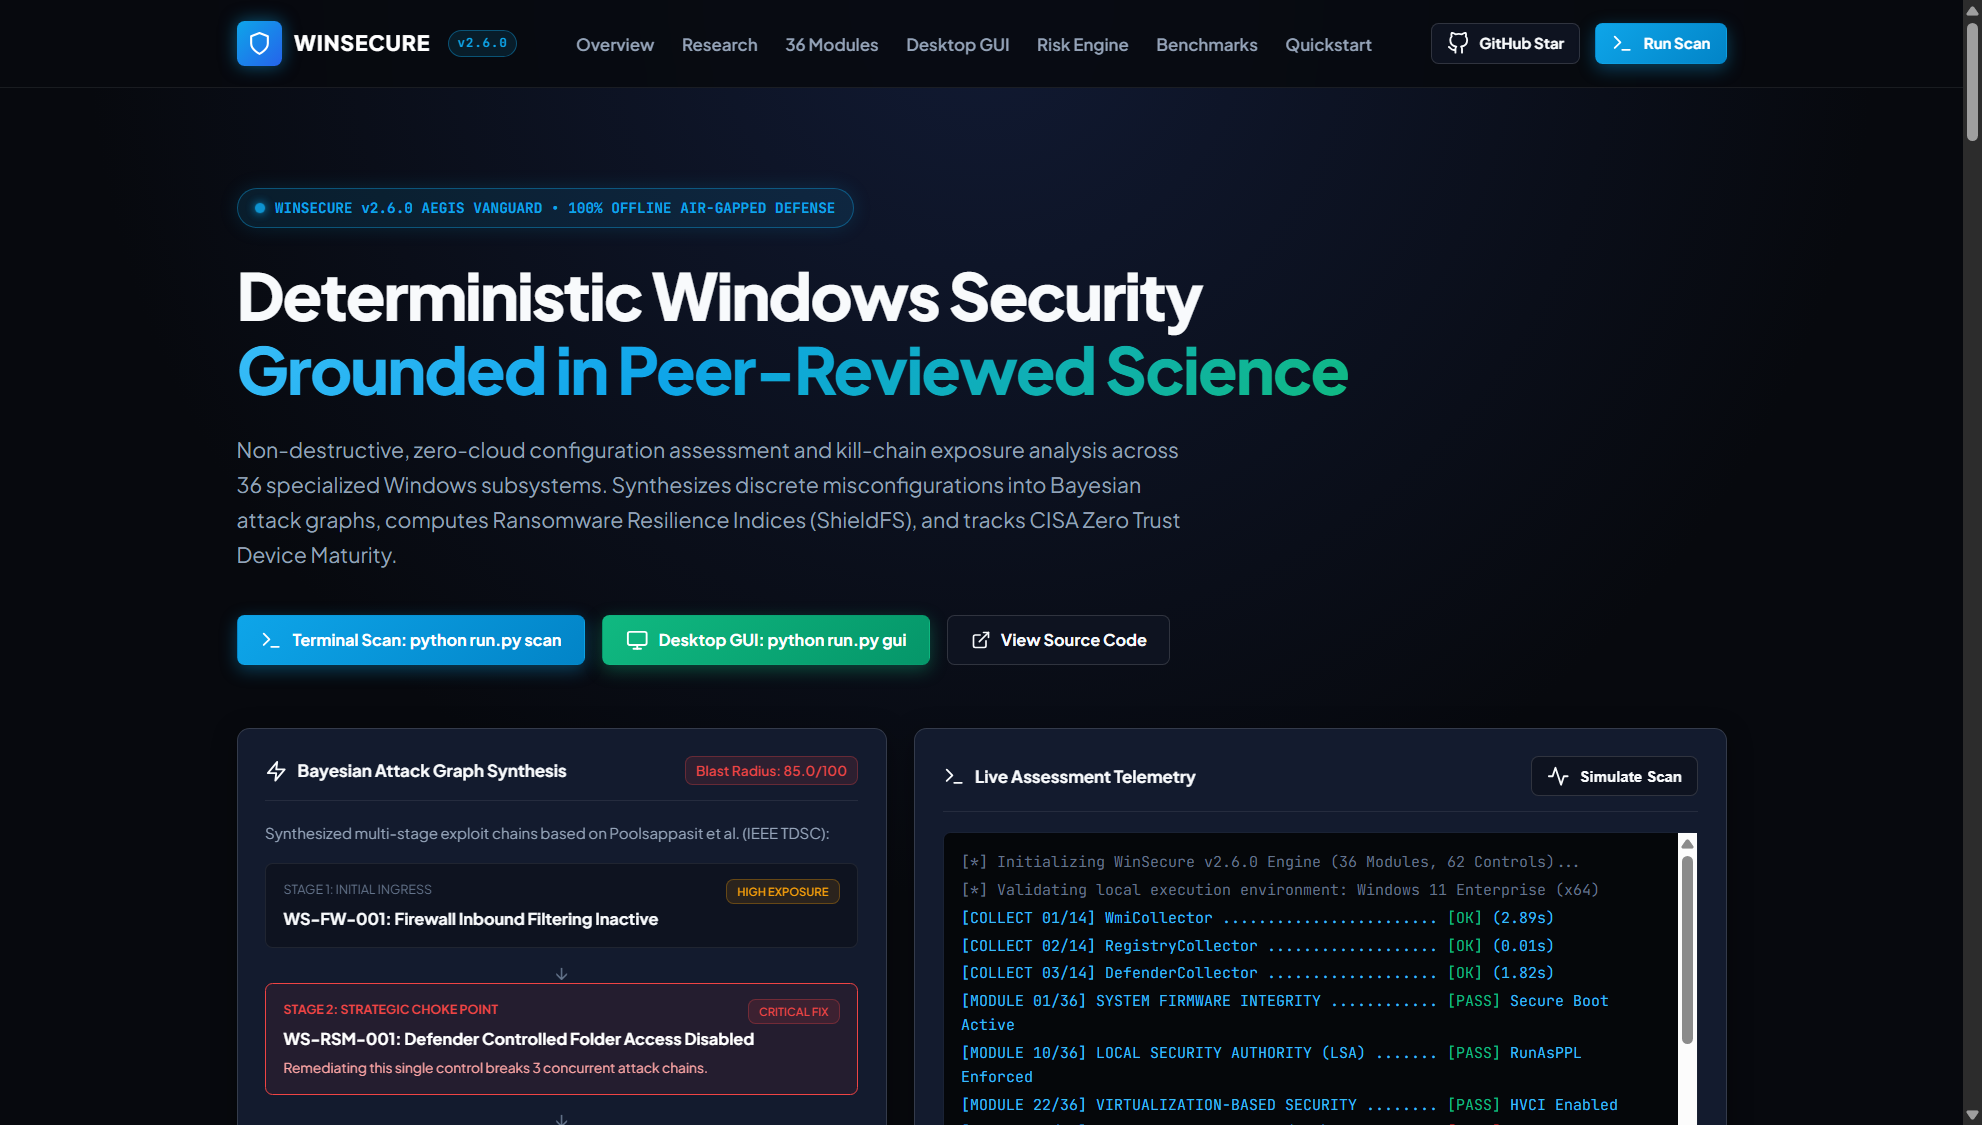 WINSECURE
v2.6.0
Overview
Research
36 Modules
Desktop GUI
Risk Engine
Benchmarks
Quickstart
GitHub Star
Run Scan
WINSECURE v2.6.0 AEGIS VANGUARD • 100% OFFLINE AIR-GAPPED DEFENSE
Deterministic Windows Security
Grounded in Peer-Reviewed Science
Non-destructive, zero-cloud configuration assessment and kill-chain exposure analysis across
36 specialized Windows subsystems. Synthesizes discrete misconfigurations into Bayesian
attack graphs, computes Ransomware Resilience Indices (ShieldFS), and tracks CISA Zero Trust
Device Maturity.
Terminal Scan: python run.py scan
Desktop GUI: python run.py gui
View Source Code
Bayesian Attack Graph Synthesis
Blast Radius: 85.0/100
Synthesized multi-stage exploit chains based on Poolsappasit et al. (IEEE TDSC):
STAGE 1: INITIAL INGRESS
HIGH EXPOSURE
WS-FW-001: Firewall Inbound Filtering Inactive
↓
STAGE 2: STRATEGIC CHOKE POINT
CRITICAL FIX
WS-RSM-001: Defender Controlled Folder Access Disabled
Remediating this single control breaks 3 concurrent attack chains.
↓
Live Assessment Telemetry
Simulate Scan
[*] Initializing WinSecure v2.6.0 Engine (36 Modules, 62 Controls)...
[*] Validating local execution environment: Windows 11 Enterprise (x64)
[COLLECT 01/14] WmiCollector ........................ [OK] (2.89s)
[COLLECT 02/14] RegistryCollector ................... [OK] (0.01s)
[COLLECT 03/14] DefenderCollector ................... [OK] (1.82s)
[MODULE 01/36] SYSTEM FIRMWARE INTEGRITY ............ [PASS] Secure Boot
Active
[MODULE 10/36] LOCAL SECURITY AUTHORITY (LSA) ....... [PASS] RunAsPPL
Enforced
[MODULE 22/36] VIRTUALIZATION-BASED SECURITY ........ [PASS] HVCI Enabled